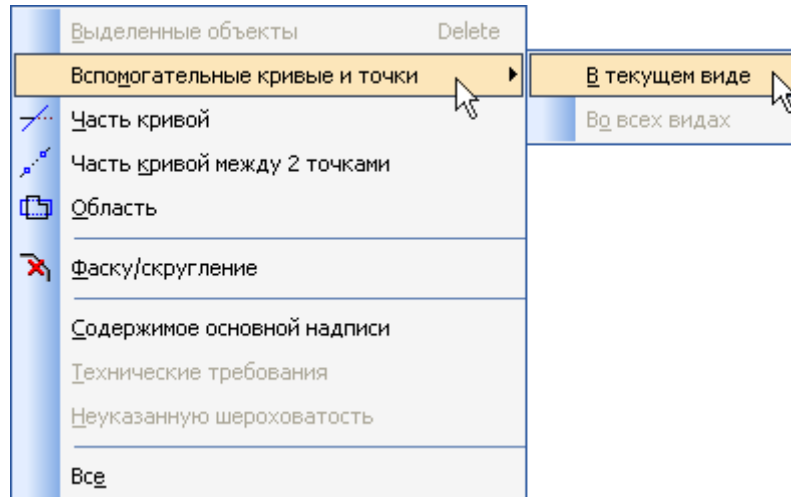 Выделенные объекты Delete
Вспомогательные кривые и точки
В текущем виде
Во всех видах
Часть кривой
Часть кривой между 2 точками
Область
Фаску/скругление
Содержимое основной надписи
Технические требования
Неуказанную шероховатость
Все